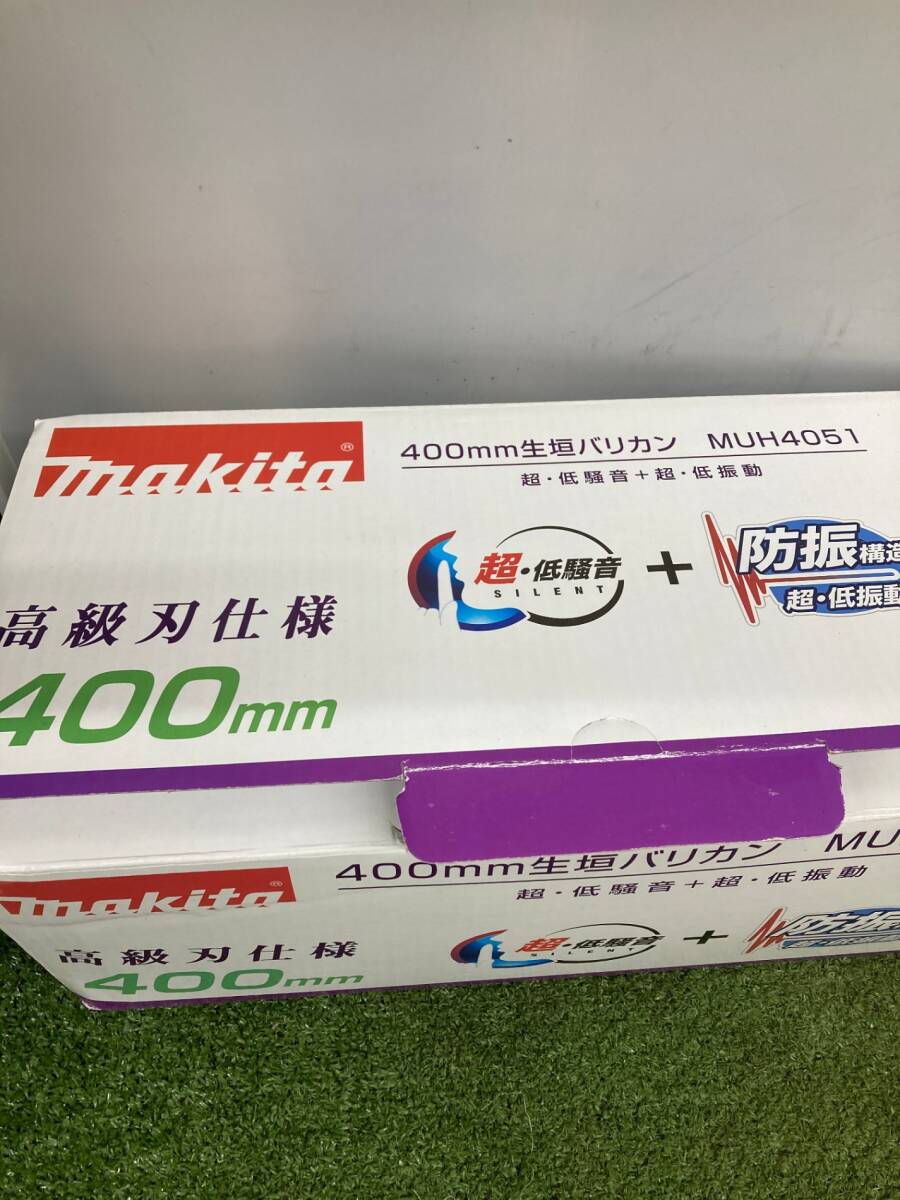 makita®
400mm生垣バリカン MUH4051
超・低騒音＋超・低振動
超・低騒音
SILENT
+
防振構造
超・低振動
高級刃仕様
400mm
makita®
400mm生垣バリカン MU
超・低騒音＋超・低振動
高級刃仕様
400mm
超・低騒音
SILENT
+
防振